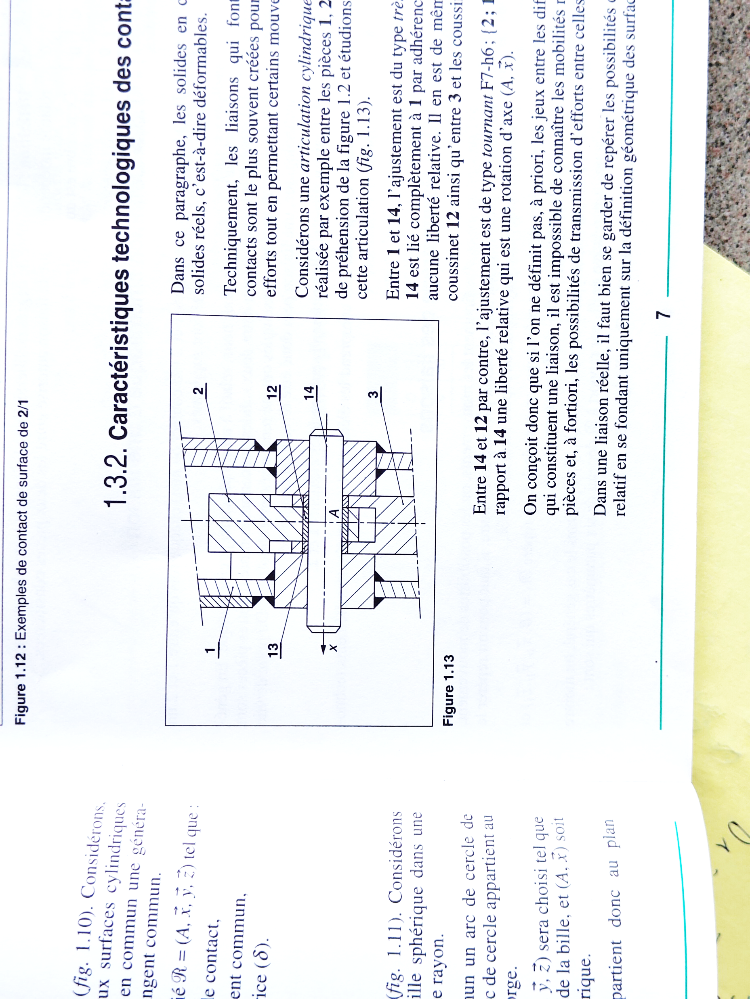 (fig. 1.10). Considérons,
ux surfaces cylindriques
en commun une généra-
ngent commun.
ié ℛ = (A, x⃗, y⃗, z⃗) tel que :
le contact,
ent commun,
rice (δ).
(fig. 1.11). Considérons
ille sphérique dans une
e rayon.
un un arc de cercle de
c de cercle appartient au
orge.
y⃗, z⃗) sera choisi tel que
de la bille, et (A, x⃗) soit
rique.
partient donc au plan
Figure 1.12 : Exemples de contact de surface de 2/1
1.3.2. Caractéristiques technologiques des conta
1
13
x
A
2
12
14
3
Figure 1.13
Dans ce paragraphe, les solides en c
solides réels, c'est-à-dire déformables.
Techniquement, les liaisons qui font
contacts sont le plus souvent créées pour
efforts tout en permettant certains mouve
Considérons une articulation cylindrique
réalisée par exemple entre les pièces 1, 2
de préhension de la figure 1.2 et étudions
cette articulation (fig. 1.13).
Entre 1 et 14, l'ajustement est du type trè
14 est lié complètement à 1 par adhérenc
aucune liberté relative. Il en est de mêm
coussinet 12 ainsi qu'entre 3 et les coussi
Entre 14 et 12 par contre, l'ajustement est de type tournant F7-h6 ; {2 ; 1
rapport à 14 une liberté relative qui est une rotation d'axe (A, x⃗).
On conçoit donc que si l'on ne définit pas, à priori, les jeux entre les dif
qui constituent une liaison, il est impossible de connaître les mobilités r
pièces et, à fortiori, les possibilités de transmission d'efforts entre celles
Dans une liaison réelle, il faut bien se garder de repérer les possibilités
relatif en se fondant uniquement sur la définition géométrique des surfac
7